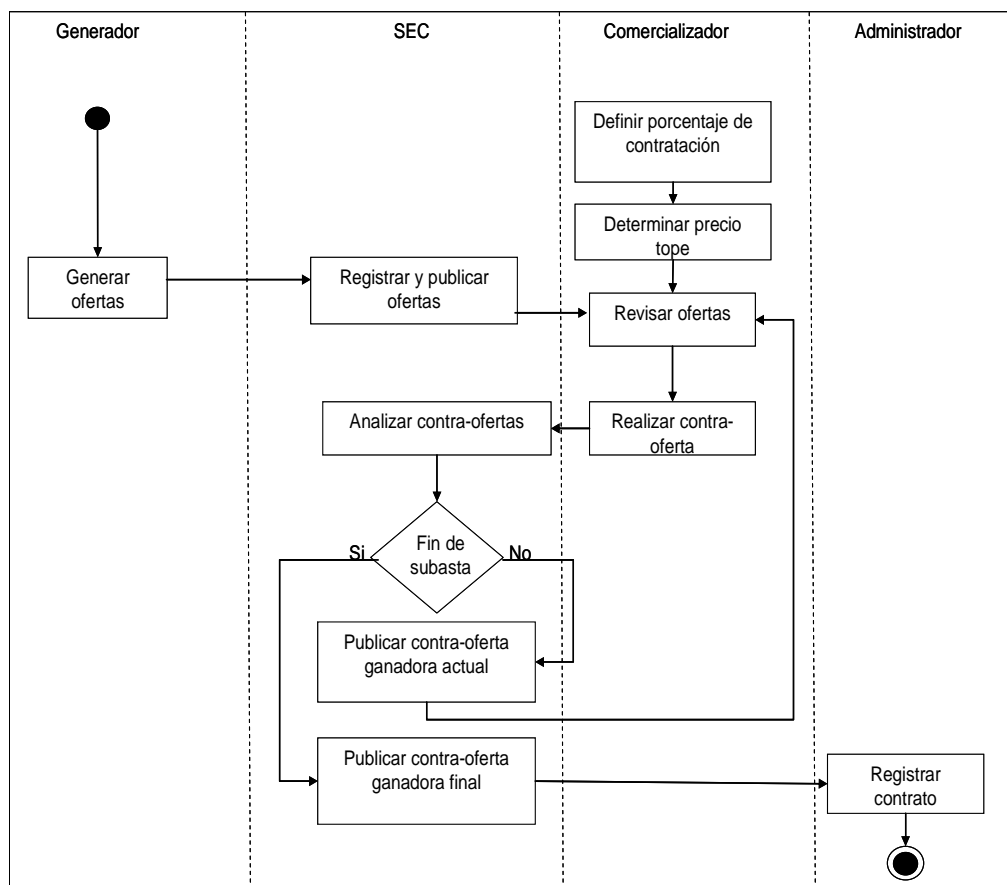 Generador
SEC
Comercializador
Administrador
Definir porcentaje de
contratación
Determinar precio
tope
Generar
ofertas
Registrar y publicar
ofertas
Revisar ofertas
Analizar contra-ofertas
Realizar contra-
oferta
Si
Fin de
subasta
No
Publicar contra-oferta
ganadora actual
Publicar contra-oferta
ganadora final
Registrar
contrato